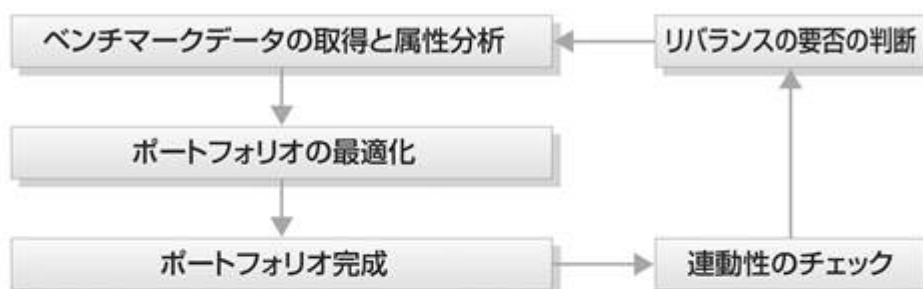 ベンチマークデータの取得と属性分析
リバランスの要否の判断
ポートフォリオの最適化
ポートフォリオ完成
連動性のチェック